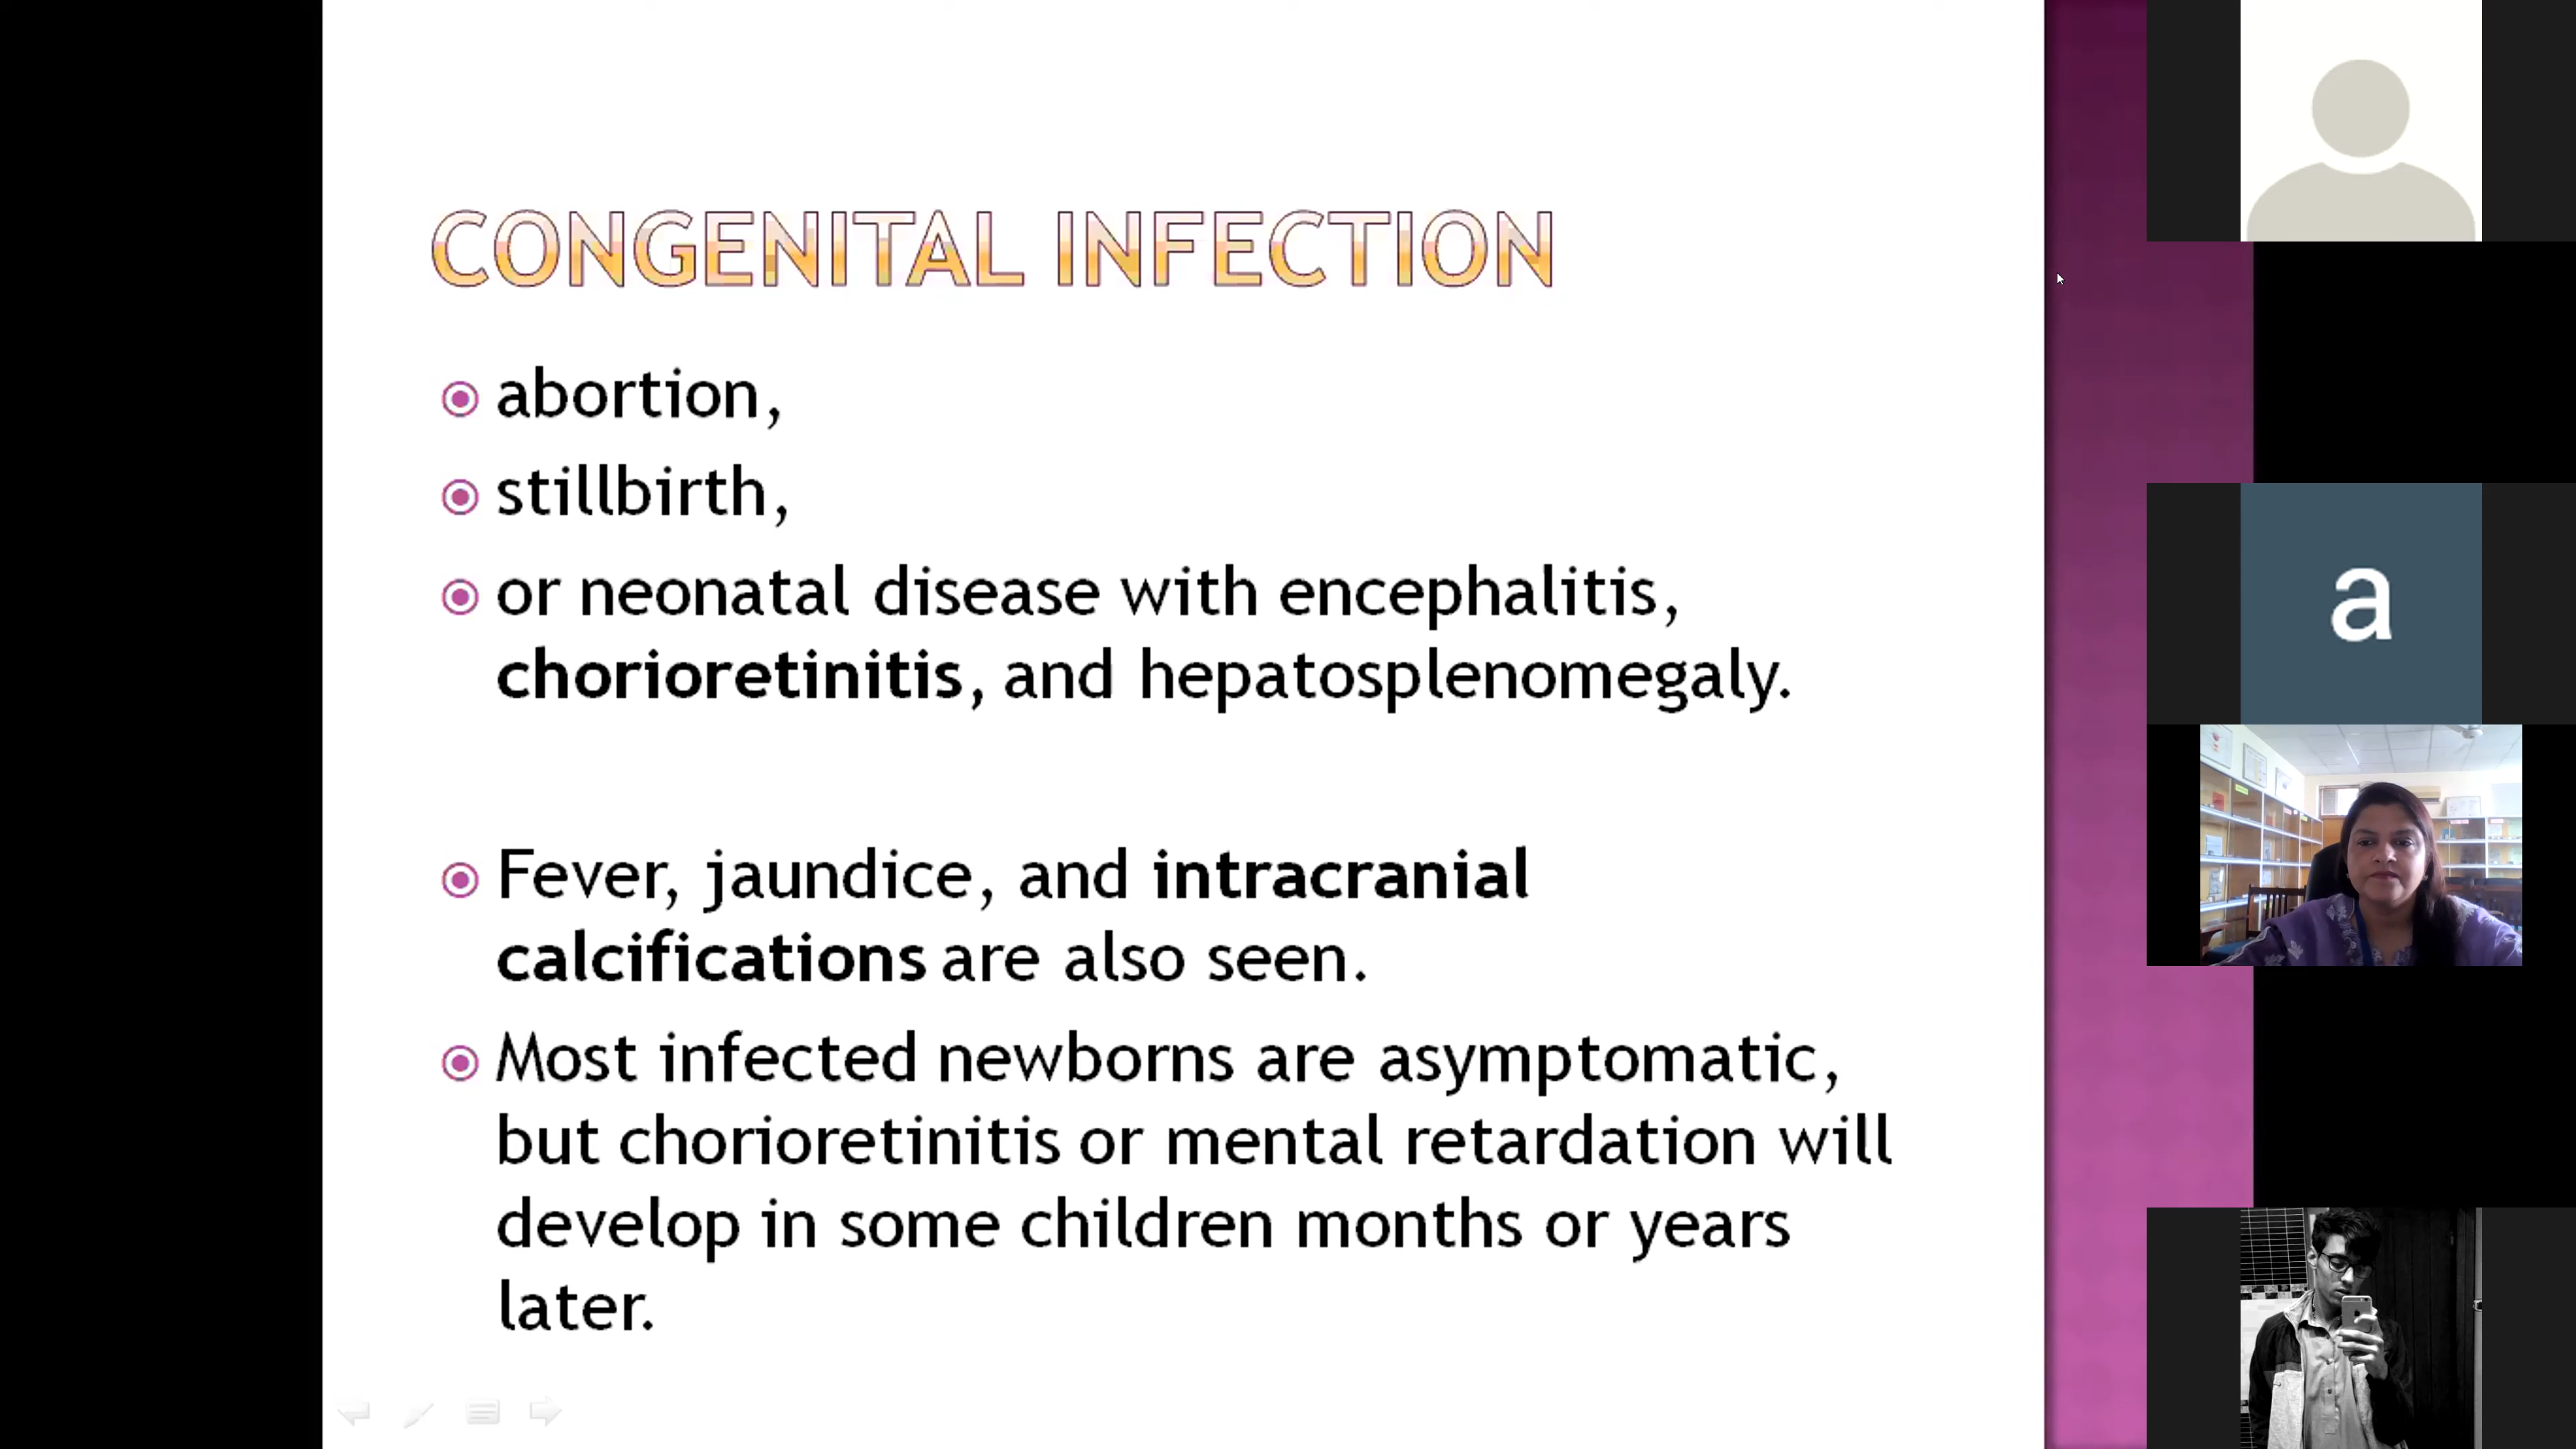 CONGENITAL INFECTION
abortion,
stillbirth,
or neonatal disease with encephalitis,
chorioretinitis, and hepatosplenomegaly.
Fever, jaundice, and intracranial
calcifications are also seen.
Most infected newborns are asymptomatic,
but chorioretinitis or mental retardation will
develop in some children months or years
later.
a